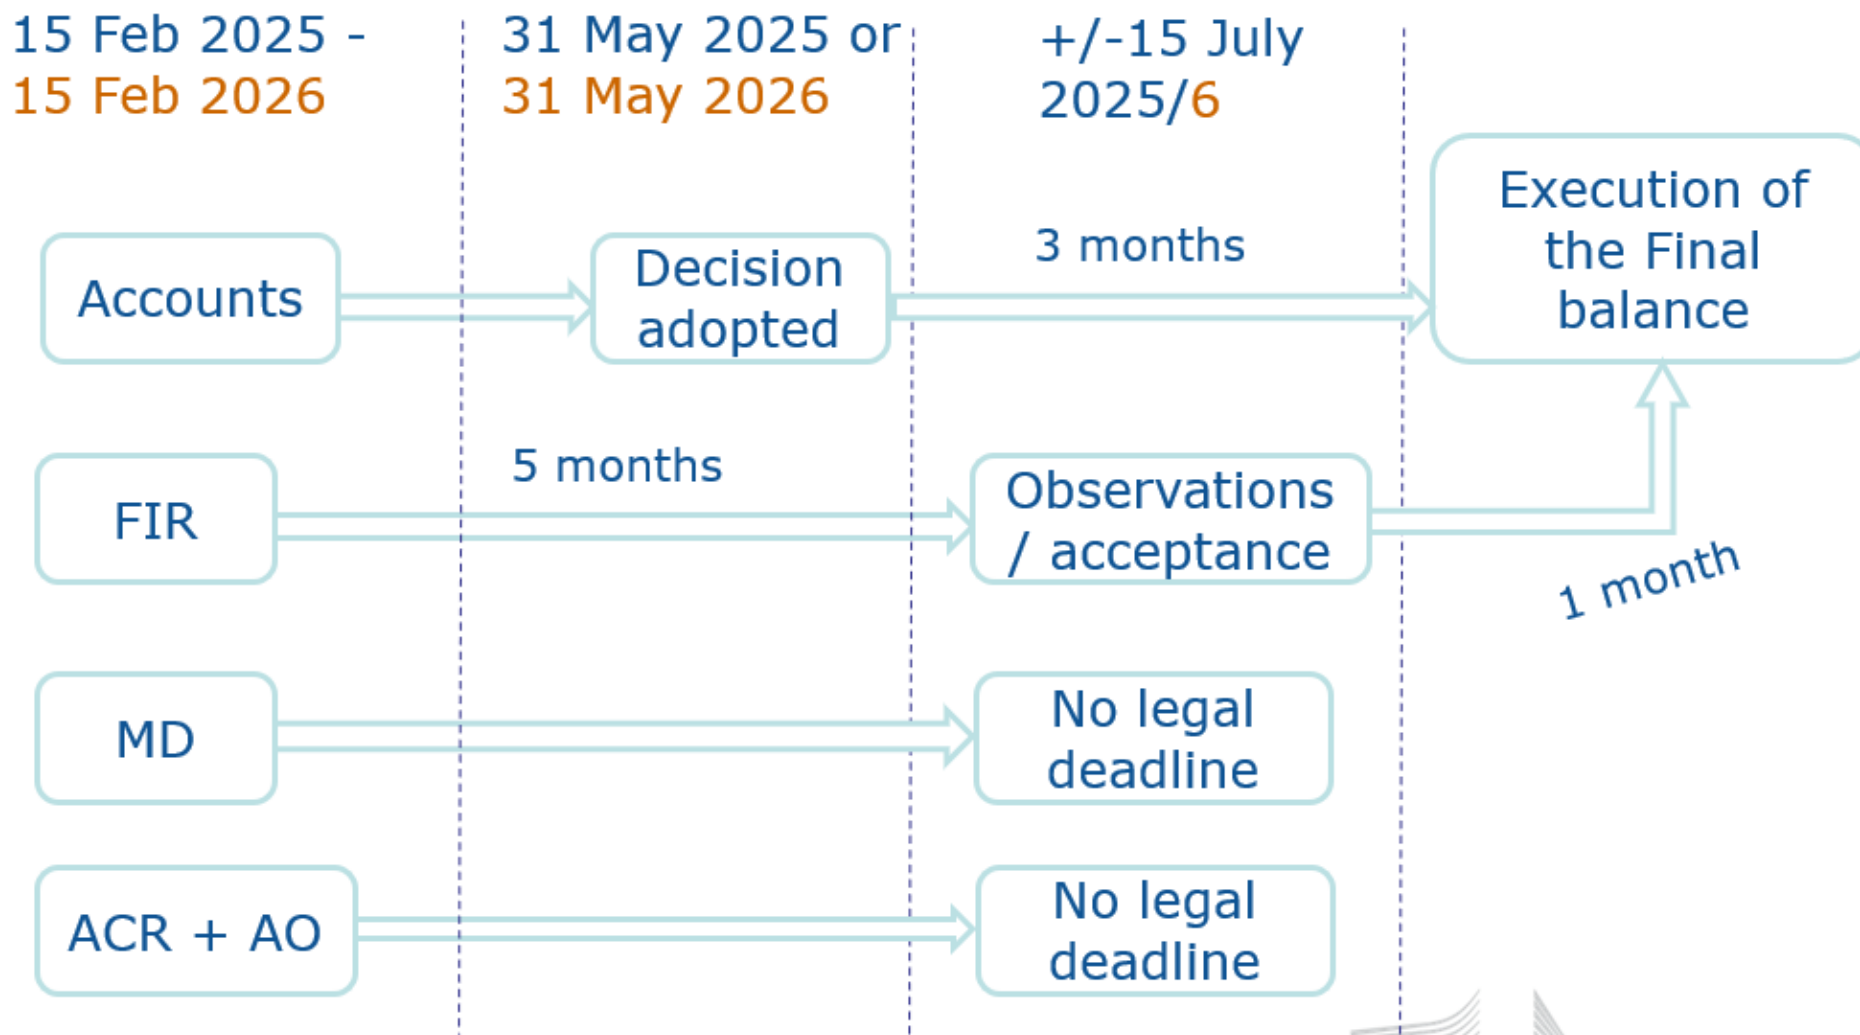 15 Feb 2025 -
15 Feb 2026
31 May 2025 or
31 May 2026
+/-15 July
2025/6
Accounts
Decision
adopted
3 months
Execution of
the Final
balance
FIR
5 months
Observations
/ acceptance
1 month
MD
No legal
deadline
ACR + AO
No legal
deadline